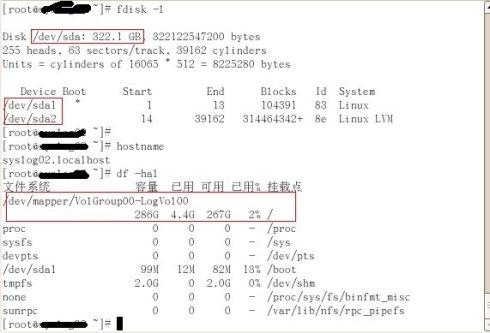 [root@ ~]# fdisk -l
Disk /dev/sda: 322.1 GB, 322122547200 bytes
255 heads, 63 sectors/track, 39162 cylinders
Units = cylinders of 16065 * 512 = 8225280 bytes
Device Boot Start End Blocks Id System
/dev/sda1 * 1 13 104391 83 Linux
/dev/sda2 14 39162 314464342+ 8e Linux LVM
[root@ ~]#
[root@ ~]# hostname
syslog02.localhost
[root@ ~]# df -hal
文件系统 容量 已用 可用 已用% 挂载点
/dev/mapper/VolGroup00-LogVol00
286G 4.4G 267G 2% /
proc 0 0 0 - /proc
sysfs 0 0 0 - /sys
devpts 0 0 0 - /dev/pts
/dev/sda1 99M 12M 82M 13% /boot
tmpfs 2.0G 0 2.0G 0% /dev/shm
none 0 0 0 - /proc/sys/fs/binfmt_misc
sunrpc 0 0 0 - /var/lib/nfs/rpc_pipefs
[root@ ~]#